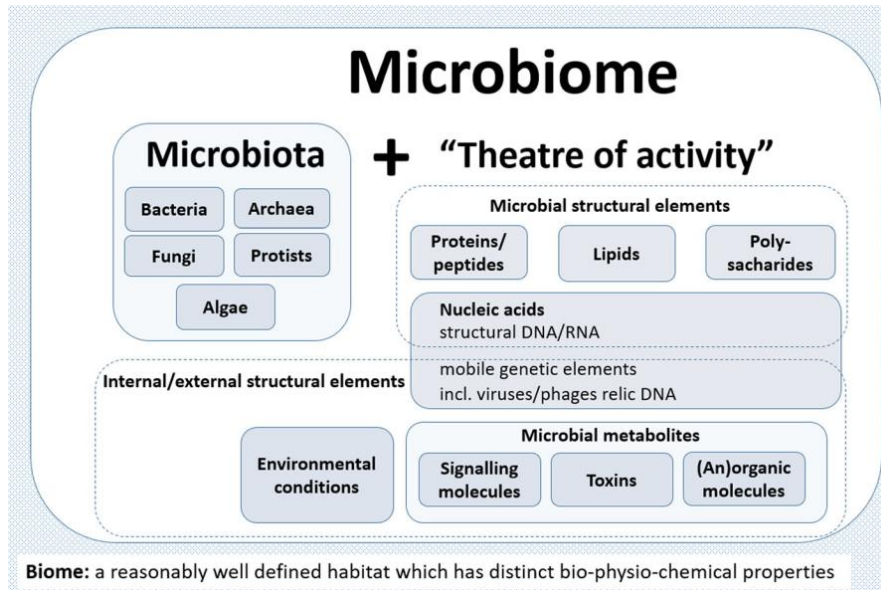 Microbiome
Microbiota + “Theatre of activity”
Bacteria
Archaea
Fungi
Protists
Algae
Microbial structural elements
Proteins/
peptides
Lipids
Poly-
sacharides
Nucleic acids
structural DNA/RNA
mobile genetic elements
incl. viruses/phages relic DNA
Internal/external structural elements
Environmental
conditions
Microbial metabolites
Signalling
molecules
Toxins
(An)organic
molecules
Biome: a reasonably well defined habitat which has distinct bio-physio-chemical properties